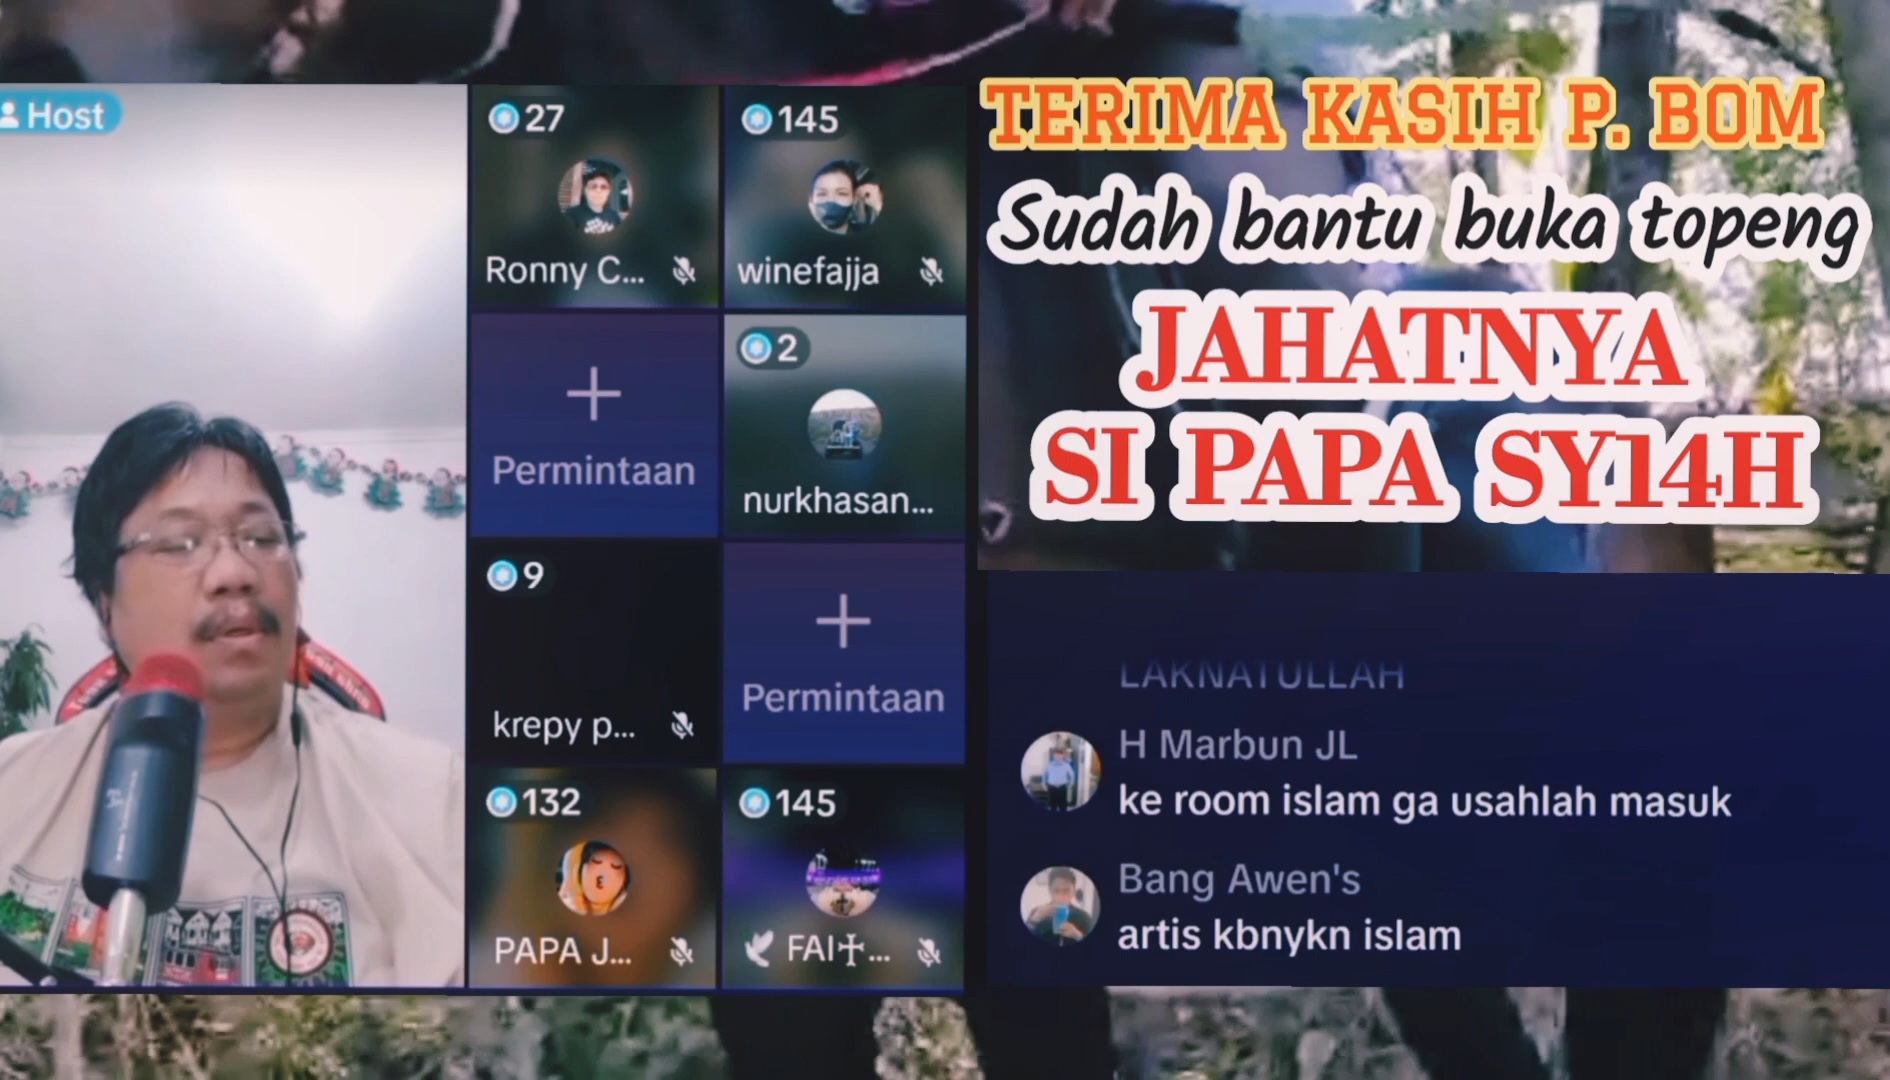 Host
27
Ronny C...
145
winefajja
Permintaan
2
nurkhasan...
9
krepy p...
Permintaan
132
PAPA J...
145
FAI✝...
TERIMA KASIH P. BOM
Sudah bantu buka topeng
JAHATNYA
SI PAPA SY14H
LAKNATULLAH
H Marbun JL
ke room islam ga usahlah masuk
Bang Awen's
artis kbnykn islam